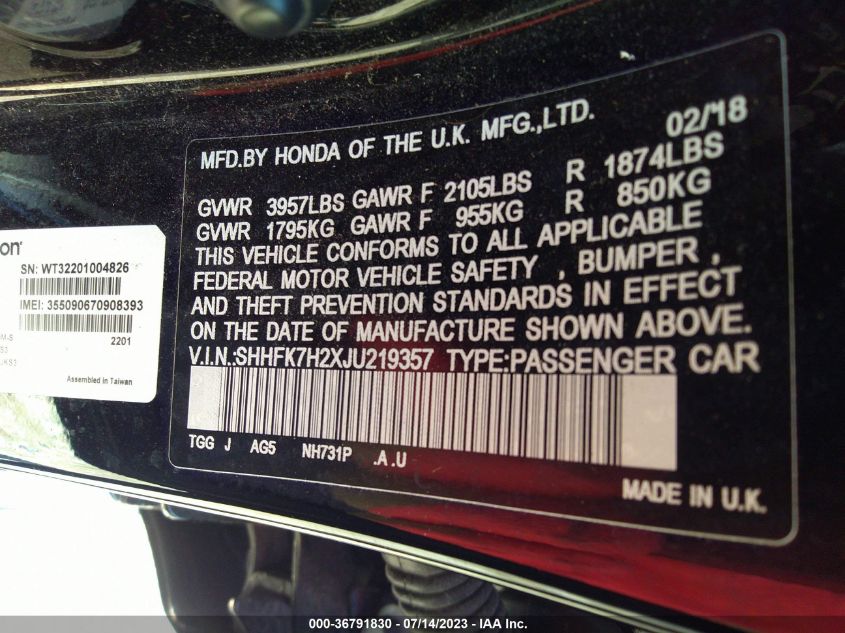 MFD.BY HONDA OF THE U.K. MFG.,LTD. 02/18
GVWR 3957LBS GAWR F 2105LBS R 1874LBS
GVWR 1795KG GAWR F 955KG R 850KG
THIS VEHICLE CONFORMS TO ALL APPLICABLE
FEDERAL MOTOR VEHICLE SAFETY , BUMPER ,
AND THEFT PREVENTION STANDARDS IN EFFECT
ON THE DATE OF MANUFACTURE SHOWN ABOVE.
V.I.N.:SHHFK7H2XJU219357 TYPE:PASSENGER CAR
TGG J AG5 NH731P .A.U
MADE IN U.K.
on
SN: WT32201004826
IMEI: 355090670908393
2201
Assembled in Taiwan
000-36791830 - 07/14/2023 - IAA Inc.